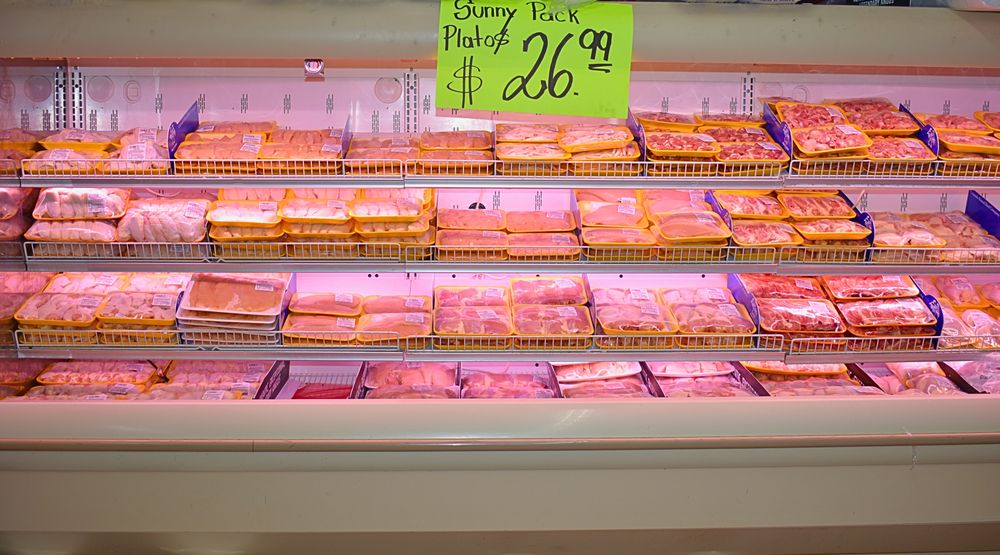 Sunny Pack
Platos
$ 26.99